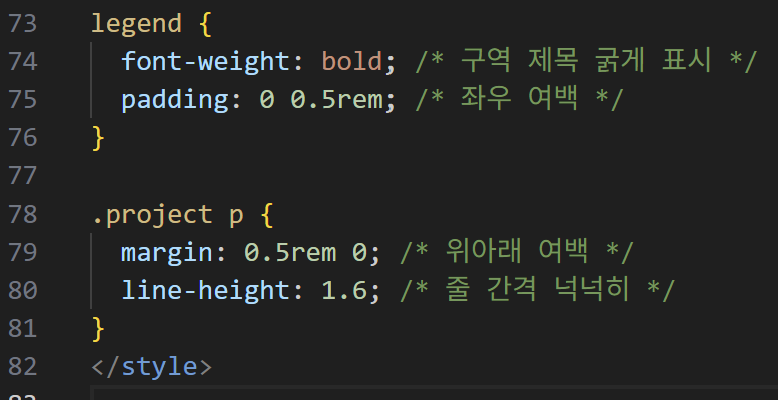 73 legend {
74   font-weight: bold; /* 구역 제목 굵게 표시 */
75   padding: 0 0.5rem; /* 좌우 여백 */
76 }
77
78 .project p {
79   margin: 0.5rem 0; /* 위아래 여백 */
80   line-height: 1.6; /* 줄 간격 넉넉히 */
81 }
82 </style>